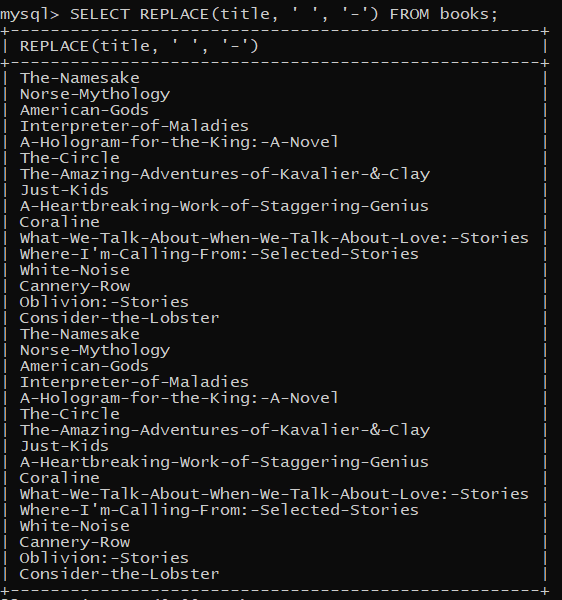 mysql> SELECT REPLACE(title, ' ', '-') FROM books;
+-----------------------------------------------------+
| REPLACE(title, ' ', '-')                            |
+-----------------------------------------------------+
| The-Namesake                                        |
| Norse-Mythology                                     |
| American-Gods                                       |
| Interpreter-of-Maladies                             |
| A-Hologram-for-the-King:-A-Novel                    |
| The-Circle                                          |
| The-Amazing-Adventures-of-Kavalier-&-Clay           |
| Just-Kids                                           |
| A-Heartbreaking-Work-of-Staggering-Genius           |
| Coraline                                            |
| What-We-Talk-About-When-We-Talk-About-Love:-Stories |
| Where-I'm-Calling-From:-Selected-Stories            |
| White-Noise                                         |
| Cannery-Row                                         |
| Oblivion:-Stories                                   |
| Consider-the-Lobster                                |
| The-Namesake                                        |
| Norse-Mythology                                     |
| American-Gods                                       |
| Interpreter-of-Maladies                             |
| A-Hologram-for-the-King:-A-Novel                    |
| The-Circle                                          |
| The-Amazing-Adventures-of-Kavalier-&-Clay           |
| Just-Kids                                           |
| A-Heartbreaking-Work-of-Staggering-Genius           |
| Coraline                                            |
| What-We-Talk-About-When-We-Talk-About-Love:-Stories |
| Where-I'm-Calling-From:-Selected-Stories            |
| White-Noise                                         |
| Cannery-Row                                         |
| Oblivion:-Stories                                   |
| Consider-the-Lobster                                |
+-----------------------------------------------------+